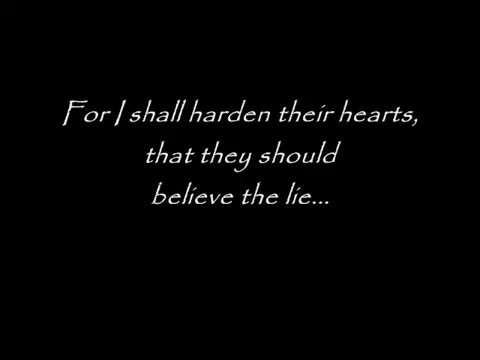 For I shall harden their hearts,
that they should
believe the lie...